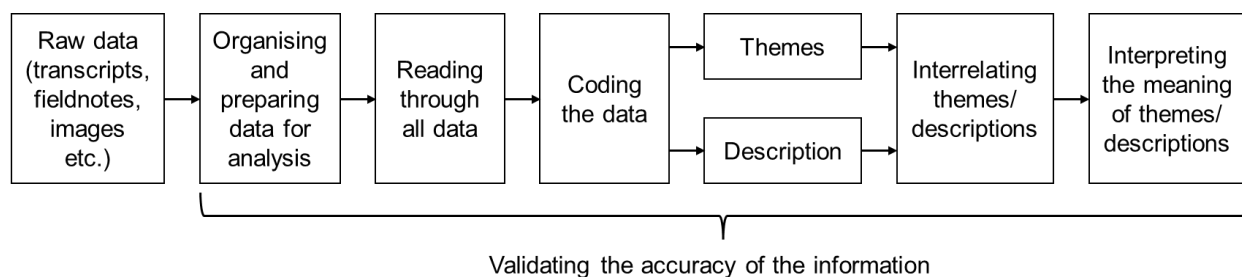 Raw data
(transcripts,
fieldnotes,
images
etc.)
Organising
and
preparing
data for
analysis
Reading
through
all data
Coding
the data
Themes
Description
Interrelating
themes/
descriptions
Interpreting
the meaning
of themes/
descriptions
Validating the accuracy of the information